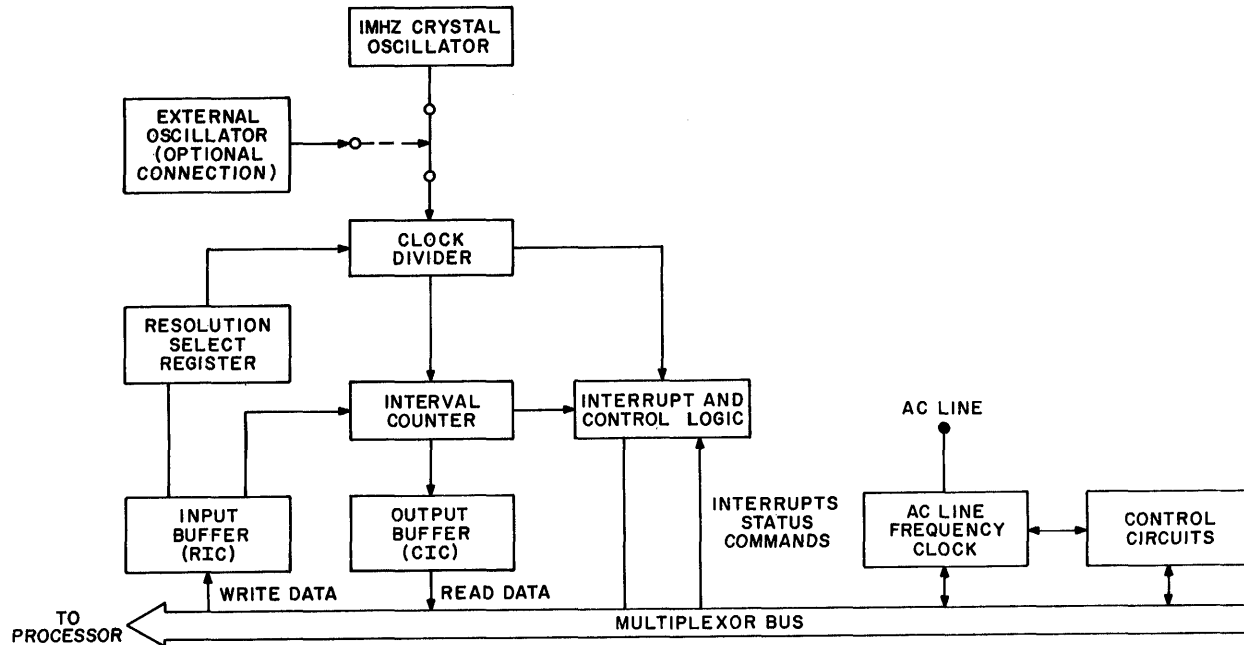 IMHZ CRYSTAL
OSCILLATOR
EXTERNAL
OSCILLATOR
(OPTIONAL
CONNECTION)
CLOCK
DIVIDER
RESOLUTION
SELECT
REGISTER
INTERVAL
COUNTER
INTERRUPT AND
CONTROL LOGIC
AC LINE
INPUT
BUFFER
(RIC)
OUTPUT
BUFFER
(CIC)
INTERRUPTS
STATUS
COMMANDS
AC LINE
FREQUENCY
CLOCK
CONTROL
CIRCUITS
WRITE DATA
READ DATA
TO
PROCESSOR
MULTIPLEXOR BUS